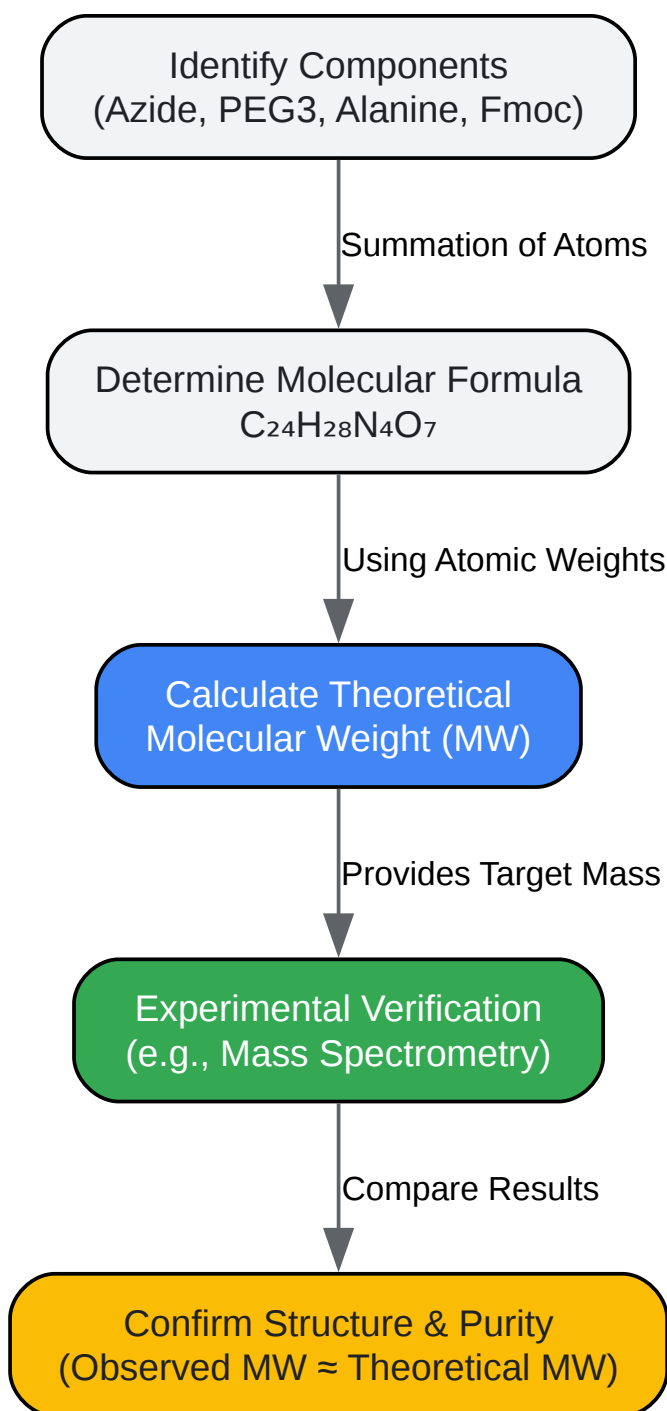 Identify Components
(Azide, PEG3, Alanine, Fmoc)
Summation of Atoms
Determine Molecular Formula
C₂₄H₂₈N₄O₇
Using Atomic Weights
Calculate Theoretical
Molecular Weight (MW)
Provides Target Mass
Experimental Verification
(e.g., Mass Spectrometry)
Compare Results
Confirm Structure & Purity
(Observed MW ≈ Theoretical MW)